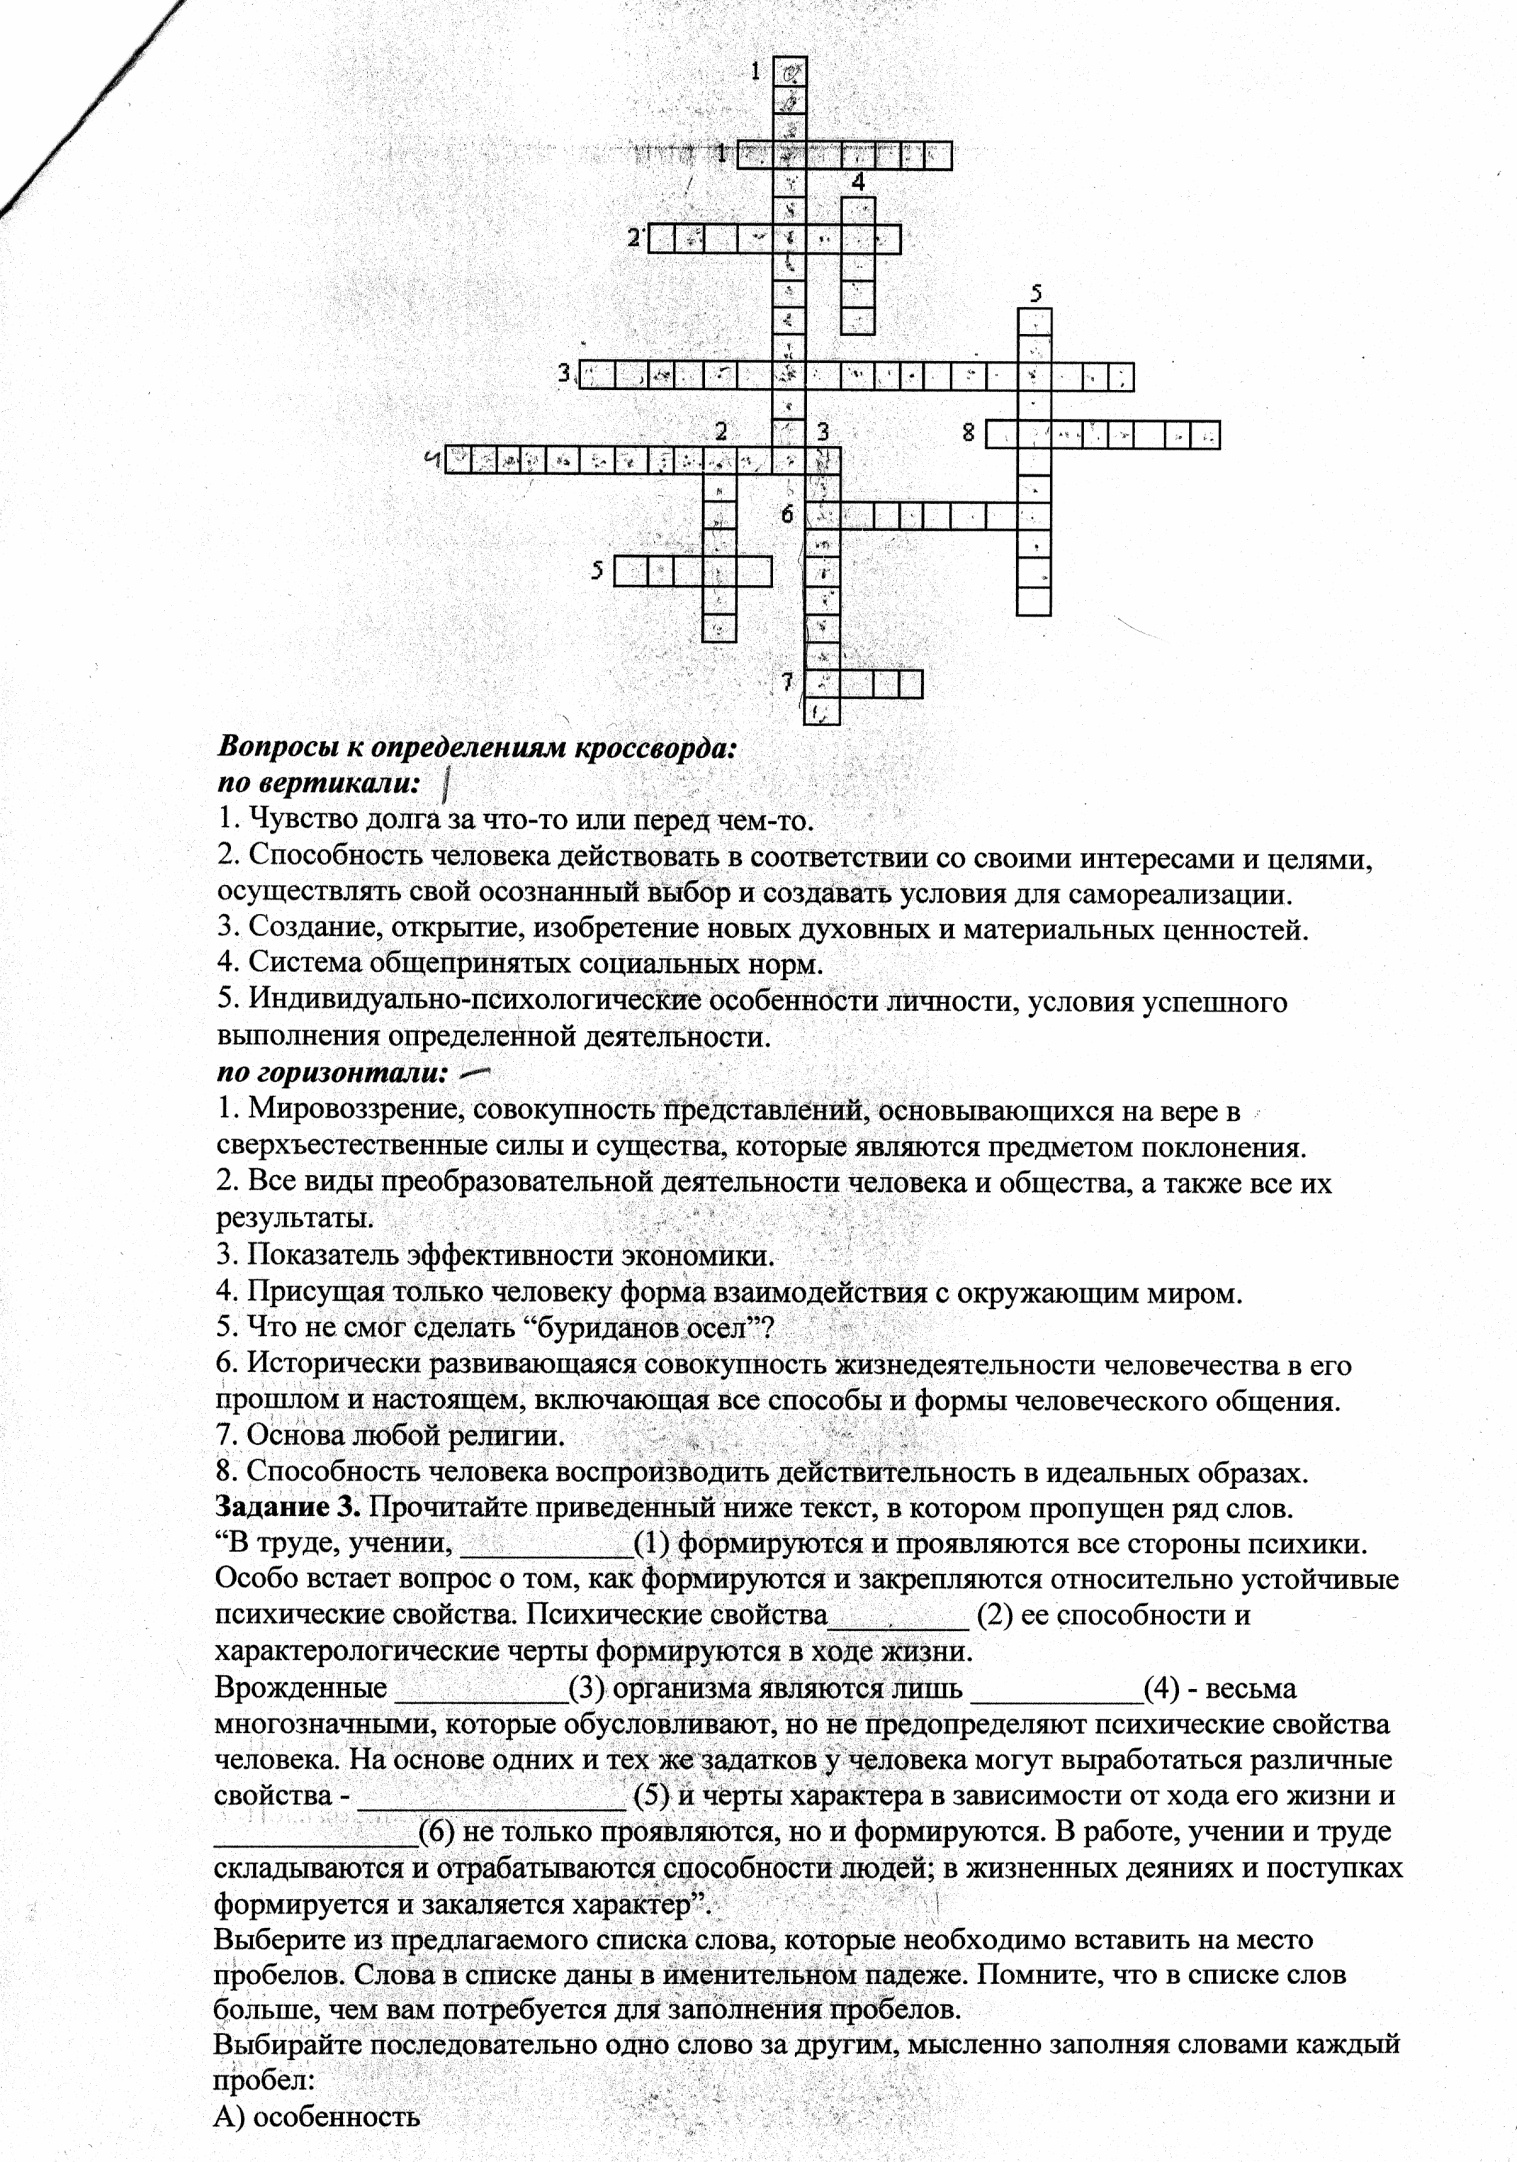 1
1
4
2
5
3
2
3
8
4
6
5
7
Вопросы к определениям кроссворда:
по вертикали:
1. Чувство долга за что-то или перед чем-то.
2. Способность человека действовать в соответствии со своими интересами и целями,
осуществлять свой осознанный выбор и создавать условия для самореализации.
3. Создание, открытие, изобретение новых духовных и материальных ценностей.
4. Система общепринятых социальных норм.
5. Индивидуально-психологические особенности личности, условия успешного
выполнения определенной деятельности.
по горизонтали:
1. Мировоззрение, совокупность представлений, основывающихся на вере в
сверхъестественные силы и существа, которые являются предметом поклонения.
2. Все виды преобразовательной деятельности человека и общества, а также все их
результаты.
3. Показатель эффективности экономики.
4. Присущая только человеку форма взаимодействия с окружающим миром.
5. Что не смог сделать “буриданов осел”?
6. Исторически развивающаяся совокупность жизнедеятельности человечества в его
прошлом и настоящем, включающая все способы и формы человеческого общения.
7. Основа любой религии.
8. Способность человека воспроизводить действительность в идеальных образах.
Задание 3. Прочитайте приведенный ниже текст, в котором пропущен ряд слов.
“В труде, учении, ___________(1) формируются и проявляются все стороны психики.
Особо встает вопрос о том, как формируются и закрепляются относительно устойчивые
психические свойства. Психические свойства_________ (2) ее способности и
характерологические черты формируются в ходе жизни.
Врожденные ___________(3) организма являются лишь ___________(4) - весьма
многозначными, которые обусловливают, но не предопределяют психические свойства
человека. На основе одних и тех же задатков у человека могут выработаться различные
свойства - _________________ (5) и черты характера в зависимости от хода его жизни и
_____________(6) не только проявляются, но и формируются. В работе, учении и труде
складываются и отрабатываются способности людей; в жизненных деяниях и поступках
формируется и закаляется характер”.
Выберите из предлагаемого списка слова, которые необходимо вставить на место
пробелов. Слова в списке даны в именительном падеже. Помните, что в списке слов
больше, чем вам потребуется для заполнения пробелов.
Выбирайте последовательно одно слово за другим, мысленно заполняя словами каждый
пробел:
А) особенность